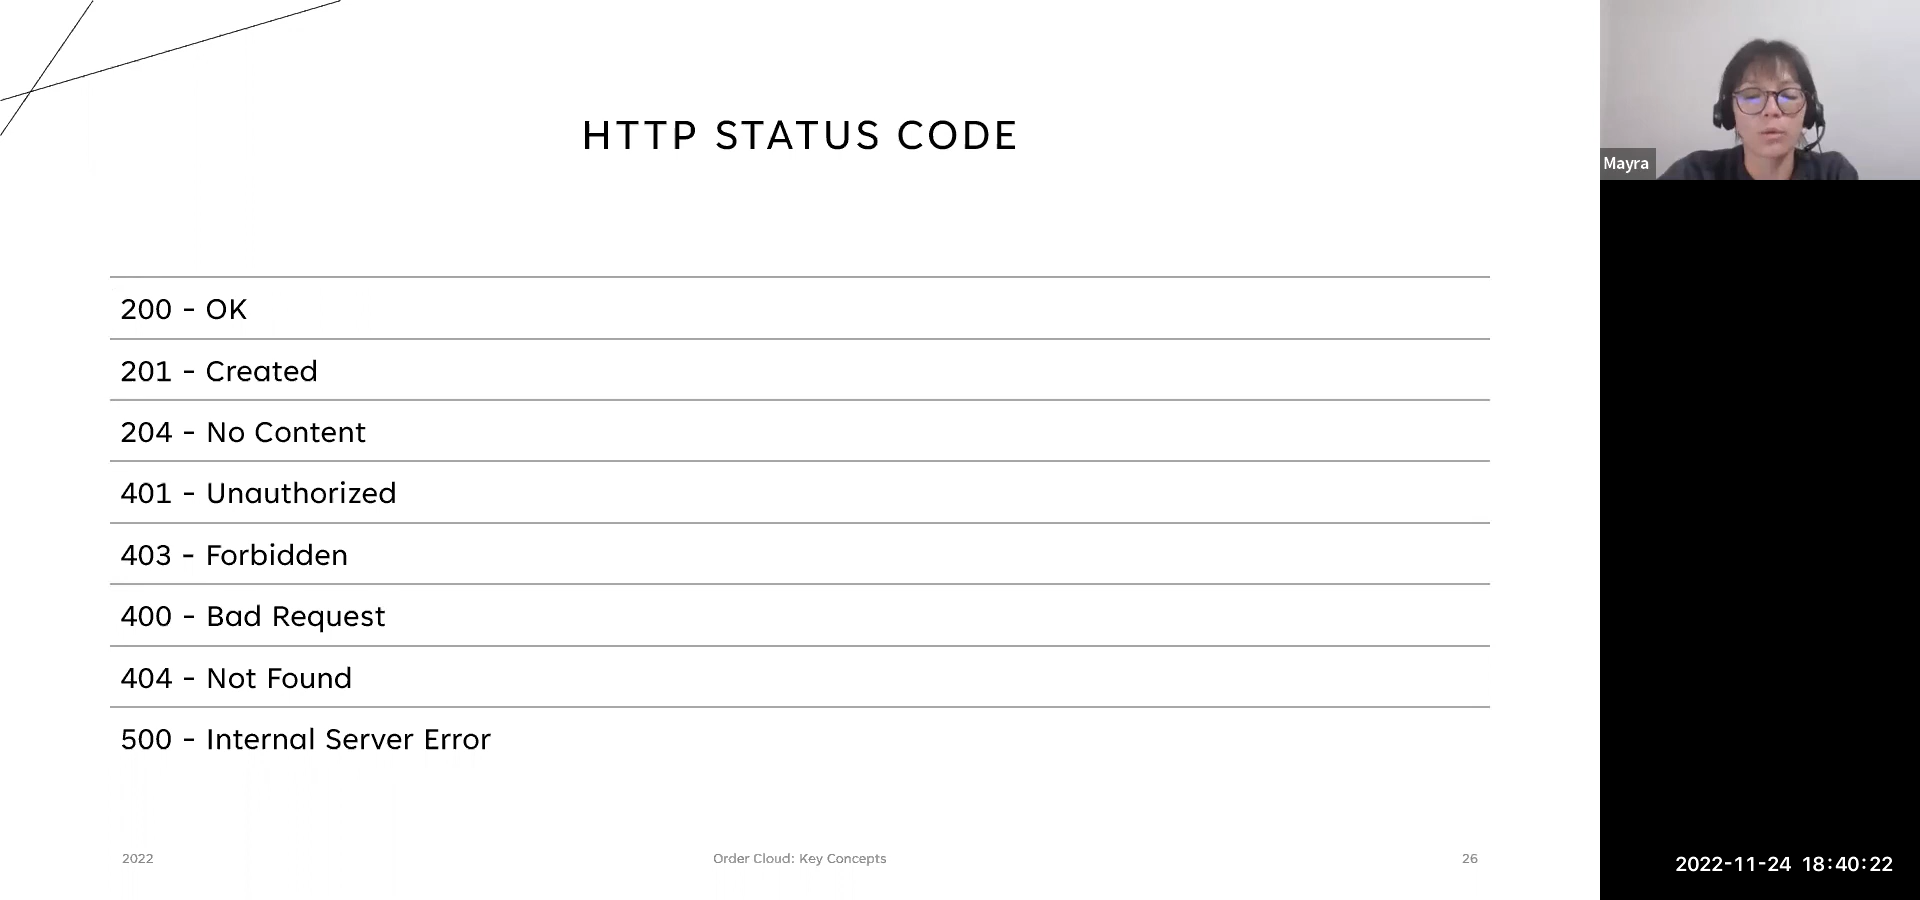 HTTP STATUS CODE
200 - OK
201 - Created
204 - No Content
401 - Unauthorized
403 - Forbidden
400 - Bad Request
404 - Not Found
500 - Internal Server Error
2022
Order Cloud: Key Concepts
26
Mayra
2022-11-24 18:40:22